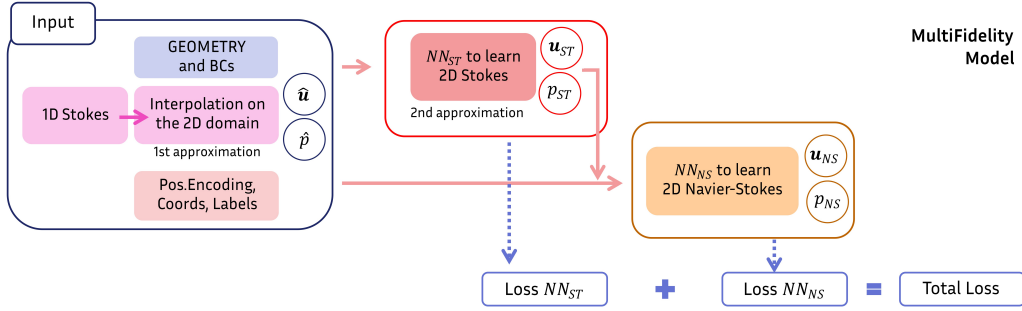 Input
GEOMETRY
and BCs
1D Stokes
Interpolation on
the 2D domain
1st approximation
û
p̂
Pos.Encoding,
Coords, Labels
NN_ST to learn
2D Stokes
2nd approximation
u_ST
p_ST
MultiFidelity
Model
NN_NS to learn
2D Navier-Stokes
u_NS
p_NS
Loss NN_ST
+
Loss NN_NS
=
Total Loss